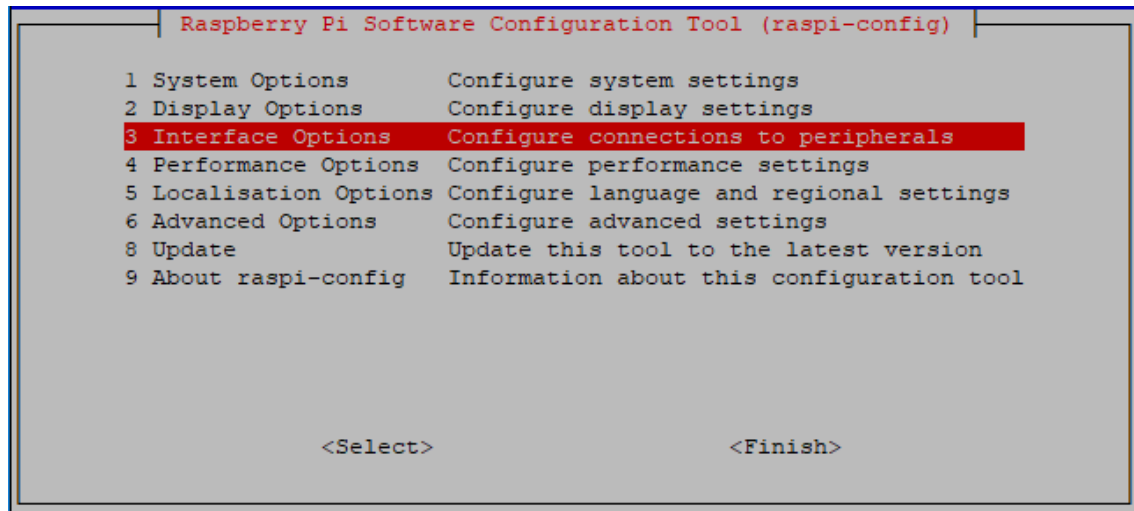 Raspberry Pi Software Configuration Tool (raspi-config)
1 System Options Configure system settings
2 Display Options Configure display settings
3 Interface Options Configure connections to peripherals
4 Performance Options Configure performance settings
5 Localisation Options Configure language and regional settings
6 Advanced Options Configure advanced settings
8 Update Update this tool to the latest version
9 About raspi-config Information about this configuration tool
<Select> <Finish>